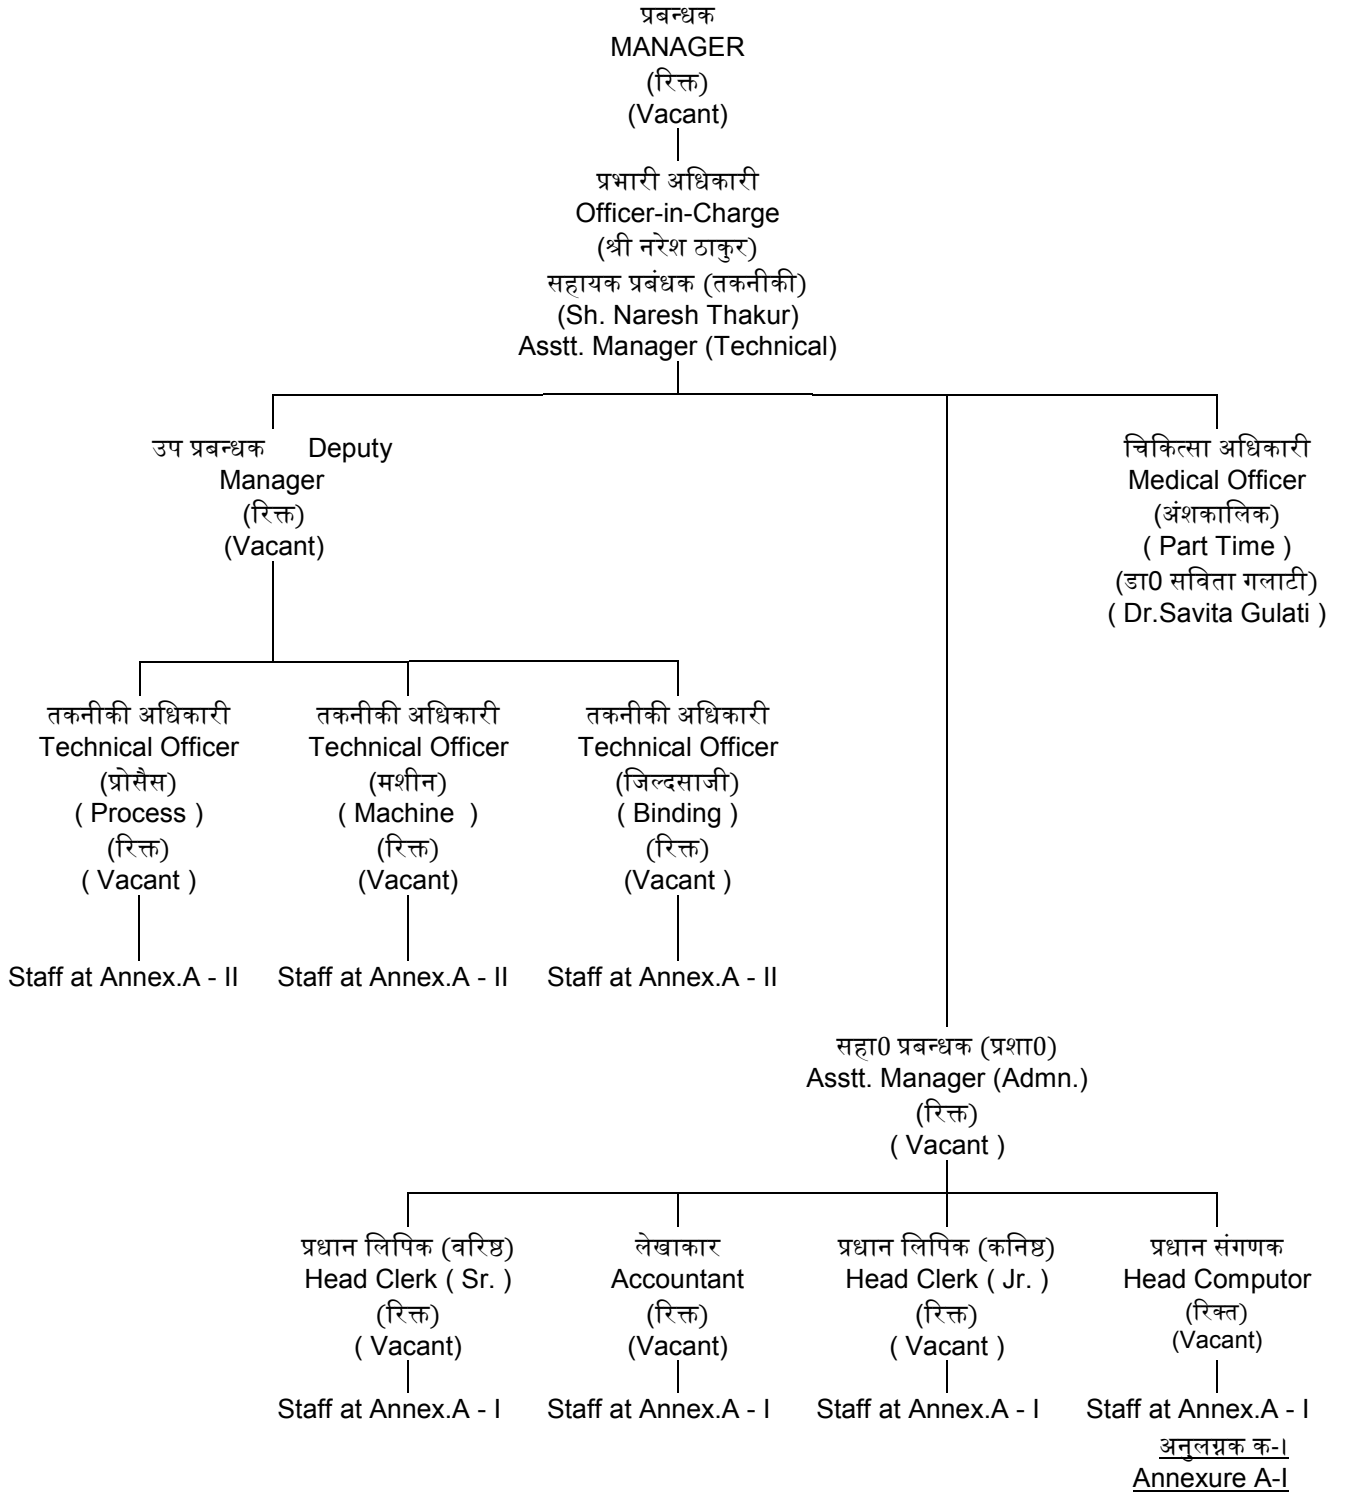 प्रबन्धक
MANAGER
(रिक्त)
(Vacant)
प्रभारी अधिकारी
Officer-in-Charge
(श्री नरेश ठाकुर)
सहायक प्रबंधक (तकनीकी)
(Sh. Naresh Thakur)
Asstt. Manager (Technical)
उप प्रबन्धक Deputy
Manager
(रिक्त)
(Vacant)
चिकित्सा अधिकारी
Medical Officer
(अंशकालिक)
( Part Time )
(डा0 सविता गलाटी)
( Dr.Savita Gulati )
तकनीकी अधिकारी
Technical Officer
(प्रोसैस)
( Process )
(रिक्त)
( Vacant )
Staff at Annex.A - II
तकनीकी अधिकारी
Technical Officer
(मशीन)
( Machine )
(रिक्त)
(Vacant)
Staff at Annex.A - II
तकनीकी अधिकारी
Technical Officer
(जिल्दसाजी)
( Binding )
(रिक्त)
(Vacant )
Staff at Annex.A - II
सहा0 प्रबन्धक (प्रशा0)
Asstt. Manager (Admn.)
(रिक्त)
( Vacant )
प्रधान लिपिक (वरिष्ठ)
Head Clerk ( Sr. )
(रिक्त)
( Vacant)
Staff at Annex.A - I
लेखाकार
Accountant
(रिक्त)
(Vacant)
Staff at Annex.A - I
प्रधान लिपिक (कनिष्ठ)
Head Clerk ( Jr. )
(रिक्त)
( Vacant )
Staff at Annex.A - I
प्रधान संगणक
Head Computor
(रिक्त)
(Vacant)
Staff at Annex.A - I
अनुलग्नक क-।
Annexure A-I